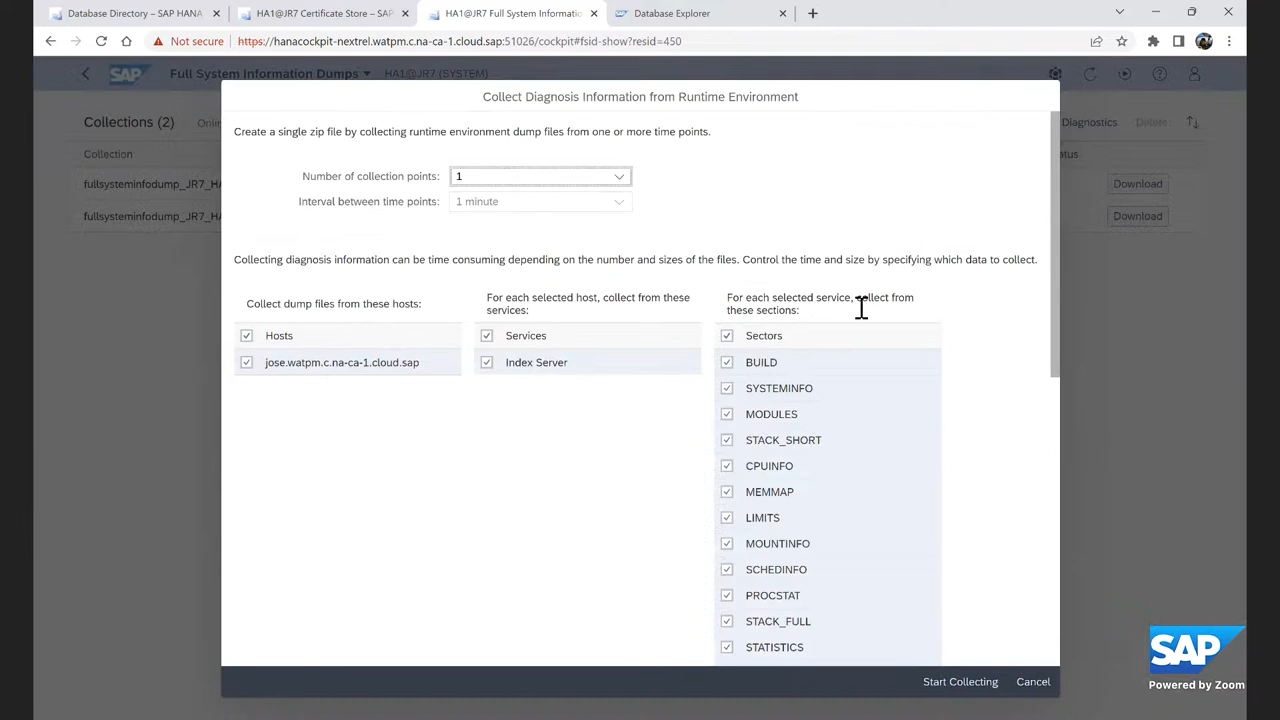 Database Directory – SAP HANA
HA1@JR7 Certificate Store – SAP
HA1@JR7 Full System Informatio
Database Explorer
Not secure
https://hanacockpit-nextrel.watpm.c.na-ca-1.cloud.sap:51026/cockpit#fsid-show?resid=450
SAP
Full System Information Dumps
HA1@JR7 (SYSTEM)
Collections (2)
Diagnostics
Delete
Collection
atus
fullsysteminfodump_JR7_HA
Download
fullsysteminfodump_JR7_HA
Download
Collect Diagnosis Information from Runtime Environment
Create a single zip file by collecting runtime environment dump files from one or more time points.
Number of collection points:
1
Interval between time points:
1 minute
Collecting diagnosis information can be time consuming depending on the number and sizes of the files. Control the time and size by specifying which data to collect.
Collect dump files from these hosts:
Hosts
jose.watpm.c.na-ca-1.cloud.sap
For each selected host, collect from these
services:
Services
Index Server
For each selected service, collect from
these sections:
Sectors
BUILD
SYSTEMINFO
MODULES
STACK_SHORT
CPUINFO
MEMMAP
LIMITS
MOUNTINFO
SCHEDINFO
PROCSTAT
STACK_FULL
STATISTICS
Start Collecting
Cancel
SAP
Powered by Zoom